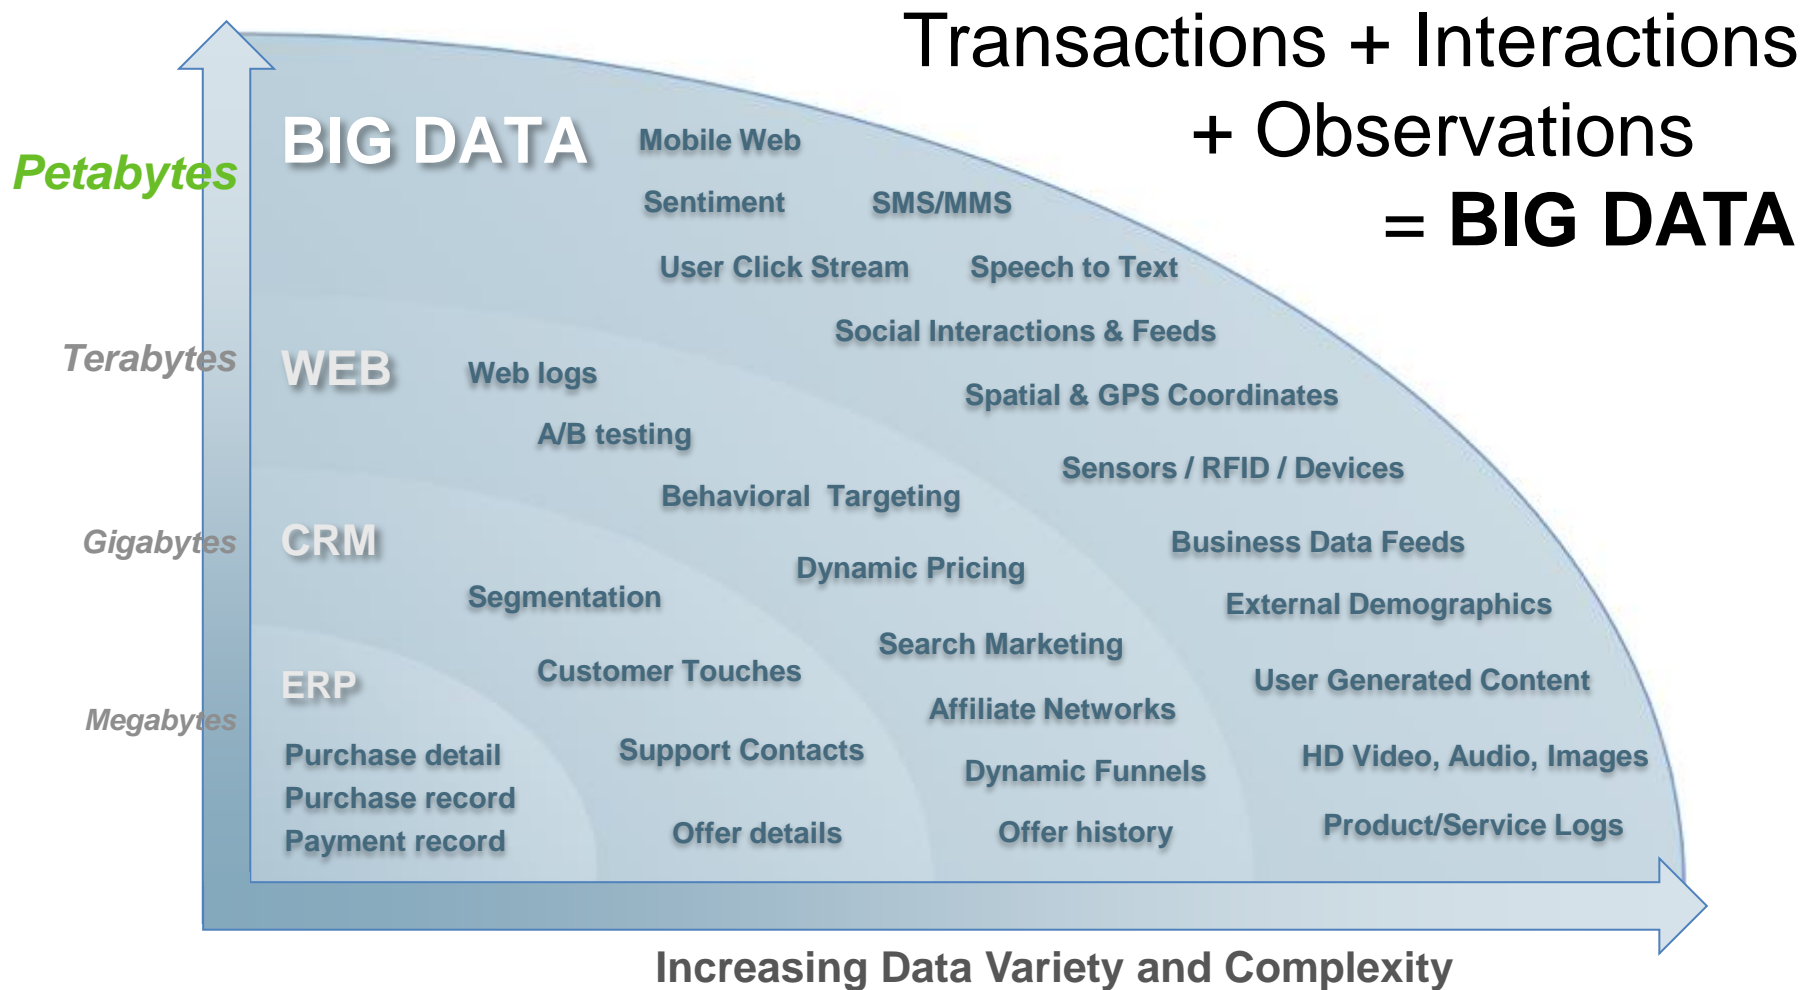 Transactions + Interactions
+ Observations
= BIG DATA
Petabytes
BIG DATA
Mobile Web
Sentiment
SMS/MMS
User Click Stream
Speech to Text
Social Interactions & Feeds
Terabytes
WEB
Web logs
Spatial & GPS Coordinates
A/B testing
Sensors / RFID / Devices
Behavioral Targeting
Gigabytes
CRM
Business Data Feeds
Dynamic Pricing
Segmentation
External Demographics
Search Marketing
Customer Touches
ERP
User Generated Content
Megabytes
Affiliate Networks
Purchase detail
Support Contacts
HD Video, Audio, Images
Dynamic Funnels
Purchase record
Payment record
Offer details
Offer history
Product/Service Logs
Increasing Data Variety and Complexity